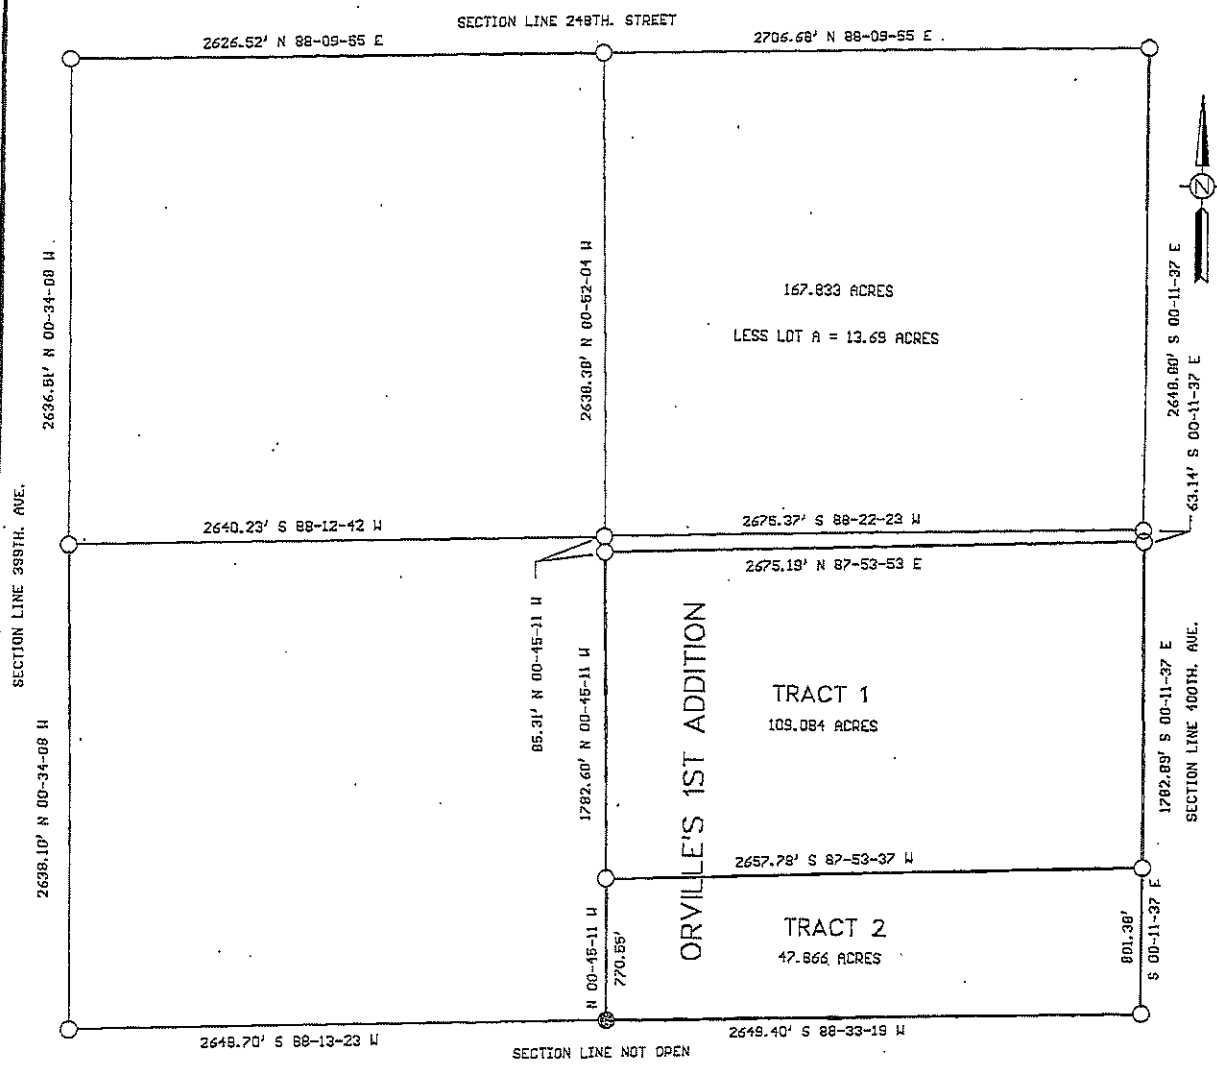 SECTION LINE 248TH. STREET
2626.52' N 88-09-55 E
2706.68' N 88-09-55 E
N
2636.51' N 00-34-08 W
2638.38' N 00-52-04 W
167.833 ACRES
LESS LOT A = 13.69 ACRES
2648.80' S 00-11-37 E
63.14' S 00-11-37 E
SECTION LINE 399TH. AVE.
2640.23' S 88-12-42 W
2675.37' S 88-22-23 W
2675.19' N 87-53-53 E
85.31' N 00-45-11 W
1782.60' N 00-45-11 W
ORVILLE'S 1ST ADDITION
TRACT 1
109.084 ACRES
1782.89' S 00-11-37 E
SECTION LINE 400TH. AVE.
2638.10' N 00-34-08 W
2657.78' S 87-53-37 W
N 00-45-11 W
770.55'
TRACT 2
47.866 ACRES
801.38'
S 00-11-37 E
2649.70' S 88-13-23 W
2649.40' S 88-33-19 W
SECTION LINE NOT OPEN